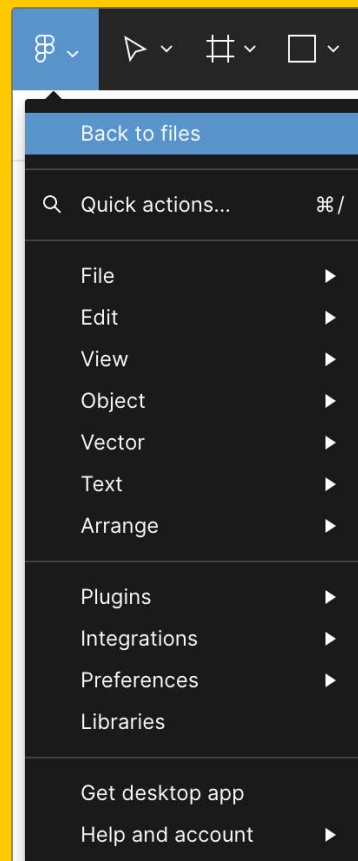 Back to files
Quick actions... ⌘/
File
Edit
View
Object
Vector
Text
Arrange
Plugins
Integrations
Preferences
Libraries
Get desktop app
Help and account